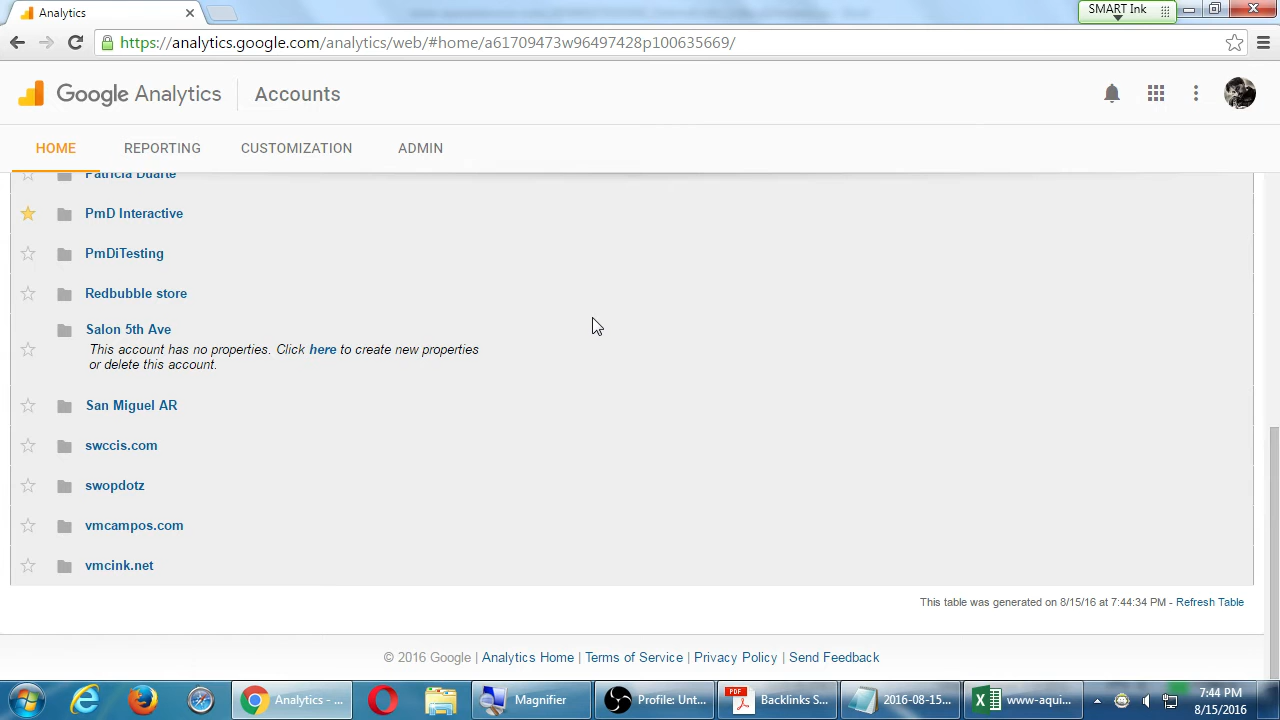 Analytics
SMART Ink
https://analytics.google.com/analytics/web/#home/a61709473w96497428p100635669/
Google Analytics Accounts
HOME REPORTING CUSTOMIZATION ADMIN
Patricia Duarte
PmD Interactive
PmDiTesting
Redbubble store
Salon 5th Ave
This account has no properties. Click here to create new properties
or delete this account.
San Miguel AR
swccis.com
swopdotz
vmcampos.com
vmcink.net
This table was generated on 8/15/16 at 7:44:34 PM - Refresh Table
© 2016 Google | Analytics Home | Terms of Service | Privacy Policy | Send Feedback
Analytics - ... Magnifier Profile: Unt... PDF Backlinks S... 2016-08-15... www-aqui... 7:44 PM
8/15/2016